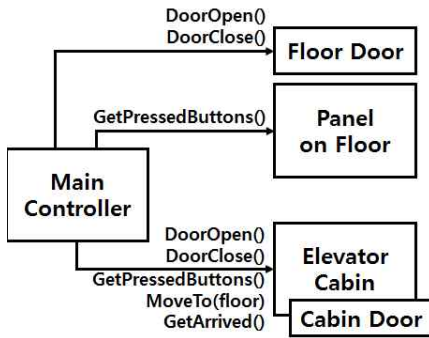 DoorOpen()
DoorClose()
Floor Door
GetPressedButtons()
Panel
on Floor
Main
Controller
DoorOpen()
DoorClose()
GetPressedButtons()
MoveTo(floor)
GetArrived()
Elevator
Cabin
Cabin Door